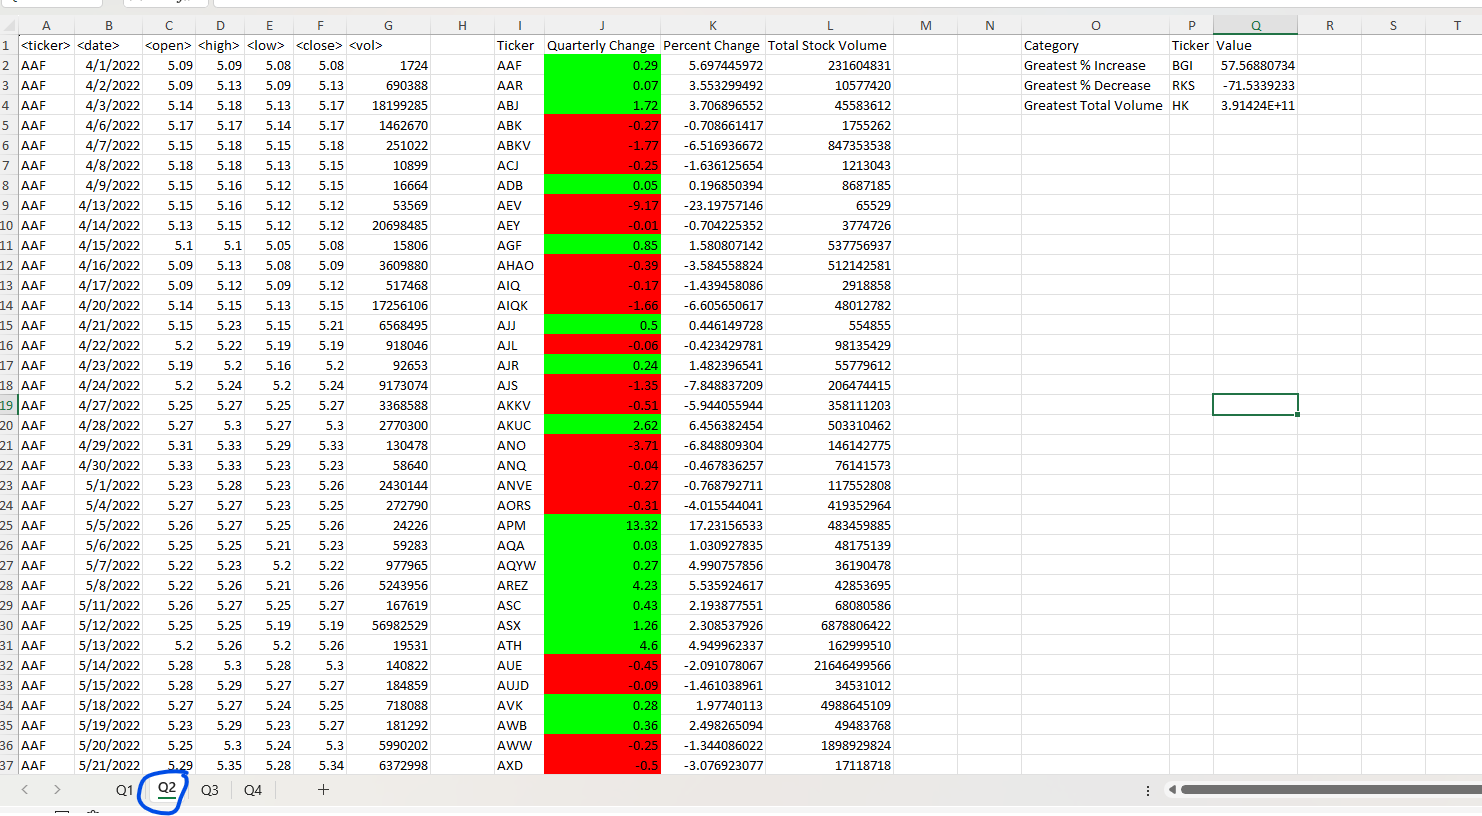 A B C D E F G H I J K L M N O P Q R S T
1 <ticker> <date> <open> <high> <low> <close> <vol> Ticker Quarterly Change Percent Change Total Stock Volume Category Ticker Value
2 AAF 4/1/2022 5.09 5.09 5.08 5.08 1724 AAF 0.29 5.697445972 231604831 Greatest % Increase BGI 57.56880734
3 AAF 4/2/2022 5.09 5.13 5.09 5.13 690388 AAR 0.07 3.553299492 10577420 Greatest % Decrease RKS -71.5339233
4 AAF 4/3/2022 5.14 5.18 5.13 5.17 18199285 ABJ 1.72 3.706896552 45583612 Greatest Total Volume HK 3.91424E+11
5 AAF 4/6/2022 5.17 5.17 5.14 5.17 1462670 ABK -0.27 -0.708661417 1755262
6 AAF 4/7/2022 5.15 5.18 5.15 5.18 251022 ABKV -1.77 -6.516936672 847353538
7 AAF 4/8/2022 5.18 5.18 5.13 5.15 10899 ACJ -0.25 -1.636125654 1213043
8 AAF 4/9/2022 5.15 5.16 5.12 5.15 16664 ADB 0.05 0.196850394 8687185
9 AAF 4/13/2022 5.15 5.16 5.12 5.12 53569 AEV -9.17 -23.19757146 65529
10 AAF 4/14/2022 5.13 5.15 5.12 5.12 20698485 AEY -0.01 -0.704225352 3774726
11 AAF 4/15/2022 5.1 5.1 5.05 5.08 15806 AGF 0.85 1.580807142 537756937
12 AAF 4/16/2022 5.09 5.13 5.08 5.09 3609880 AHAO -0.39 -3.584558824 512142581
13 AAF 4/17/2022 5.09 5.12 5.09 5.12 517468 AIQ -0.17 -1.439458086 2918858
14 AAF 4/20/2022 5.14 5.15 5.13 5.15 17256106 AIQK -1.66 -6.605650617 48012782
15 AAF 4/21/2022 5.15 5.23 5.15 5.21 6568495 AJJ 0.5 0.446149728 554855
16 AAF 4/22/2022 5.2 5.22 5.19 5.19 918046 AJL -0.06 -0.423429781 98135429
17 AAF 4/23/2022 5.19 5.2 5.16 5.2 92653 AJR 0.24 1.482396541 55779612
18 AAF 4/24/2022 5.2 5.24 5.2 5.24 9173074 AJS -1.35 -7.848837209 206474415
19 AAF 4/27/2022 5.25 5.27 5.25 5.27 3368588 AKKV -0.51 -5.944055944 358111203
20 AAF 4/28/2022 5.27 5.3 5.27 5.3 2770300 AKUC 2.62 6.456382454 503310462
21 AAF 4/29/2022 5.31 5.33 5.29 5.33 130478 ANO -3.71 -6.848809304 146142775
22 AAF 4/30/2022 5.33 5.33 5.23 5.23 58640 ANQ -0.04 -0.467836257 76141573
23 AAF 5/1/2022 5.23 5.28 5.23 5.26 2430144 ANVE -0.27 -0.768792711 117552808
24 AAF 5/4/2022 5.27 5.27 5.23 5.25 272790 AORS -0.31 -4.015544041 419352964
25 AAF 5/5/2022 5.26 5.27 5.25 5.26 24226 APM 13.32 17.23156533 483459885
26 AAF 5/6/2022 5.25 5.25 5.21 5.23 59283 AQA 0.03 1.030927835 48175139
27 AAF 5/7/2022 5.22 5.23 5.2 5.22 977965 AQYW 0.27 4.990757856 36190478
28 AAF 5/8/2022 5.22 5.26 5.21 5.26 5243956 AREZ 4.23 5.535924617 42853695
29 AAF 5/11/2022 5.26 5.27 5.25 5.27 167619 ASC 0.43 2.193877551 68080586
30 AAF 5/12/2022 5.25 5.25 5.19 5.19 56982529 ASX 1.26 2.308537926 6878806422
31 AAF 5/13/2022 5.2 5.26 5.2 5.26 19531 ATH 4.6 4.949962337 162999510
32 AAF 5/14/2022 5.28 5.3 5.28 5.3 140822 AUE -0.45 -2.091078067 21646499566
33 AAF 5/15/2022 5.28 5.29 5.27 5.27 184859 AUJD -0.09 -1.461038961 34531012
34 AAF 5/18/2022 5.27 5.27 5.24 5.25 718088 AVK 0.28 1.97740113 4988645109
35 AAF 5/19/2022 5.23 5.29 5.23 5.27 181292 AWB 0.36 2.498265094 49483768
36 AAF 5/20/2022 5.25 5.3 5.24 5.3 5990202 AWW -0.25 -1.344086022 1898929824
37 AAF 5/21/2022 5.29 5.35 5.28 5.34 6372998 AXD -0.5 -3.076923077 17118718
Q1 Q2 Q3 Q4